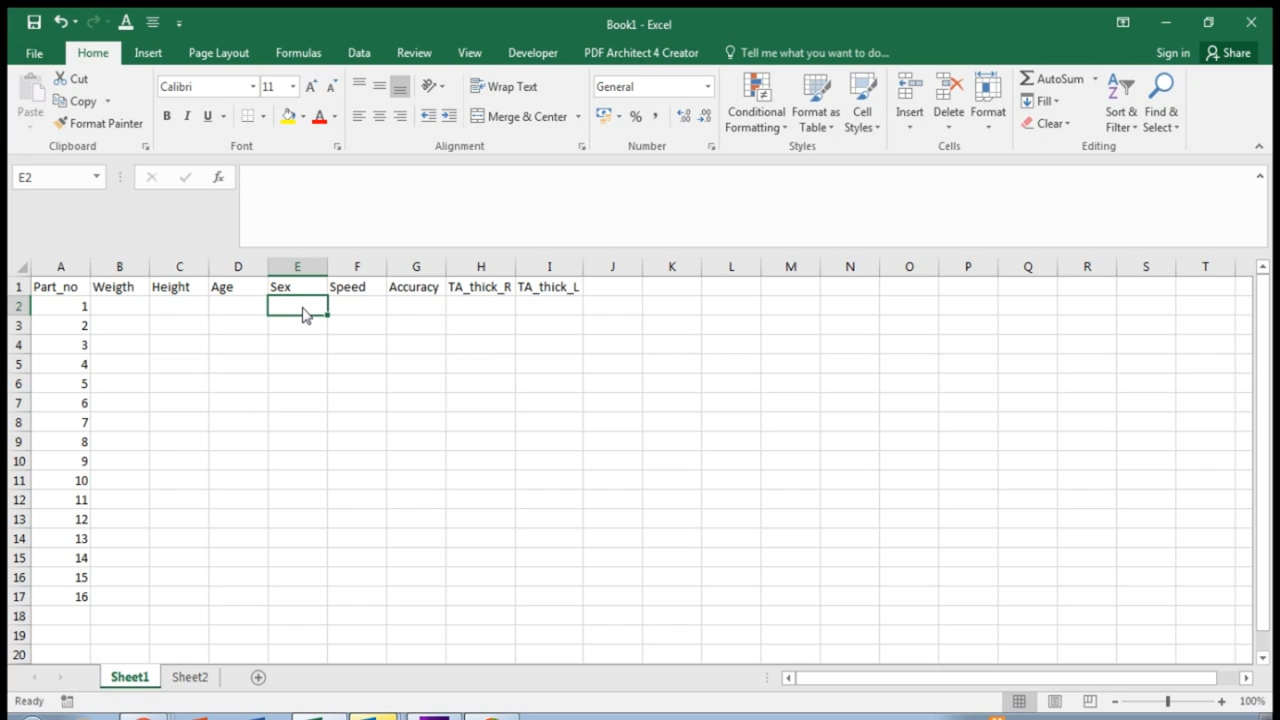 Book1 - Excel
File Home Insert Page Layout Formulas Data Review View Developer PDF Architect 4 Creator Tell me what you want to do... Sign in Share
Cut Calibri 11 Wrap Text General AutoSum
Paste Copy Format Painter B I U Merge & Center % Conditional Formatting Format as Table Cell Styles Insert Delete Format Fill Clear Sort & Filter Find & Select
Clipboard Font Alignment Number Styles Cells Editing
E2 fx
A B C D E F G H I J K L M N O P Q R S T
1 Part_no Weigth Height Age Sex Speed Accuracy TA_thick_R TA_thick_L
2 1
3 2
4 3
5 4
6 5
7 6
8 7
9 8
10 9
11 10
12 11
13 12
14 13
15 14
16 15
17 16
18
19
20
Sheet1 Sheet2
Ready 100%